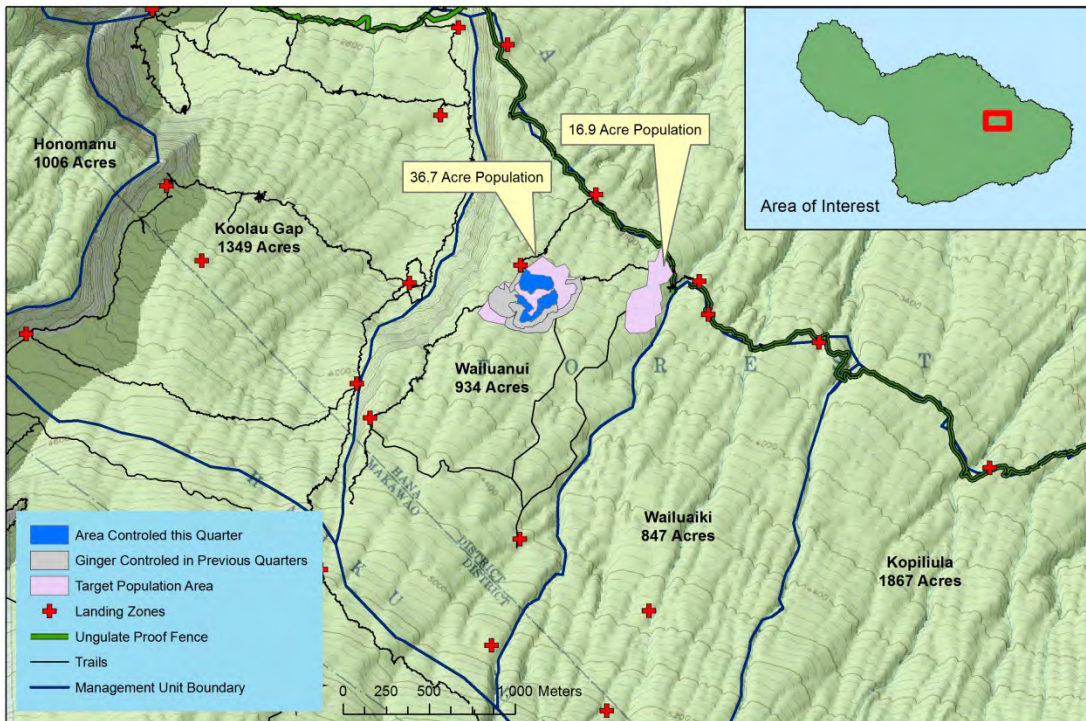 Honomanu
1006 Acres
Koolau Gap
1349 Acres
36.7 Acre Population
16.9 Acre Population
Area of Interest
Wailuanui
934 Acres
Wailuaiki
847 Acres
Kopiliula
1867 Acres
A
F O R E S T
HANA
MAKAWAO
DISTRICT
DISTRICT
K
U
Area Controled this Quarter
Ginger Controled in Previous Quarters
Target Population Area
Landing Zones
Ungulate Proof Fence
Trails
Management Unit Boundary
0 250 500 1,000 Meters